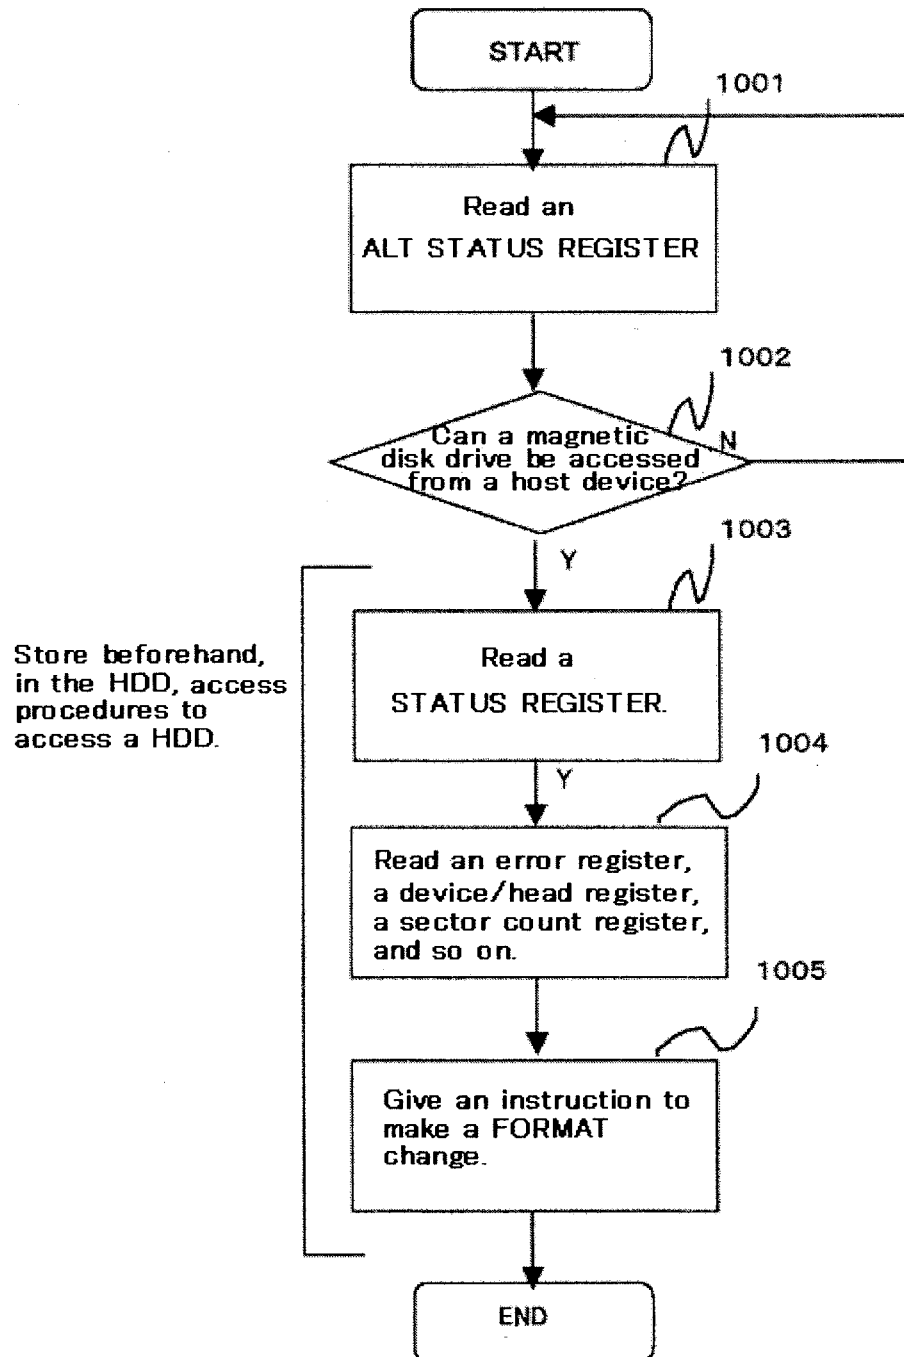 START
1001
Read an
ALT STATUS REGISTER
1002
Can a magnetic
disk drive be accessed
from a host device?
N
1003
Y
Store beforehand,
in the HDD, access
procedures to
access a HDD.
Read a
STATUS REGISTER.
1004
Y
Read an error register,
a device/head register,
a sector count register,
and so on.
1005
Give an instruction to
make a FORMAT
change.
END